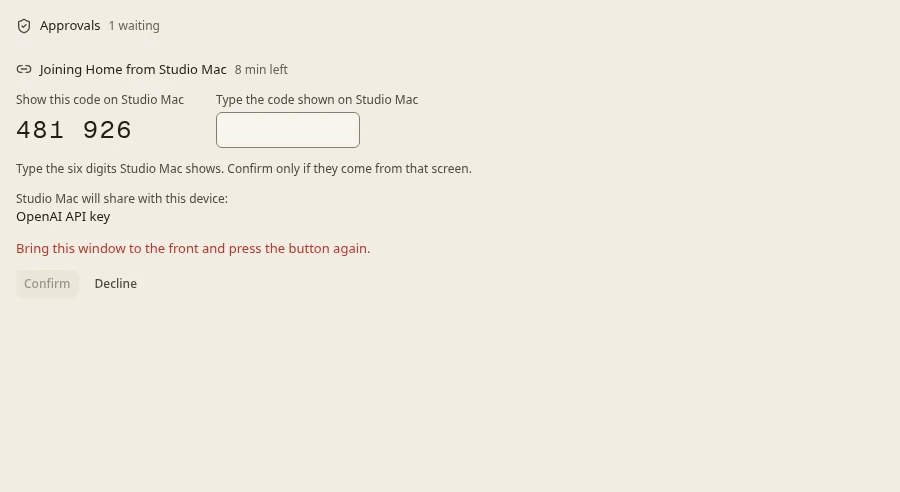 Approvals 1 waiting
Joining Home from Studio Mac 8 min left
Show this code on Studio Mac
Type the code shown on Studio Mac
481 926
Type the six digits Studio Mac shows. Confirm only if they come from that screen.
Studio Mac will share with this device:
OpenAI API key
Bring this window to the front and press the button again.
Confirm Decline